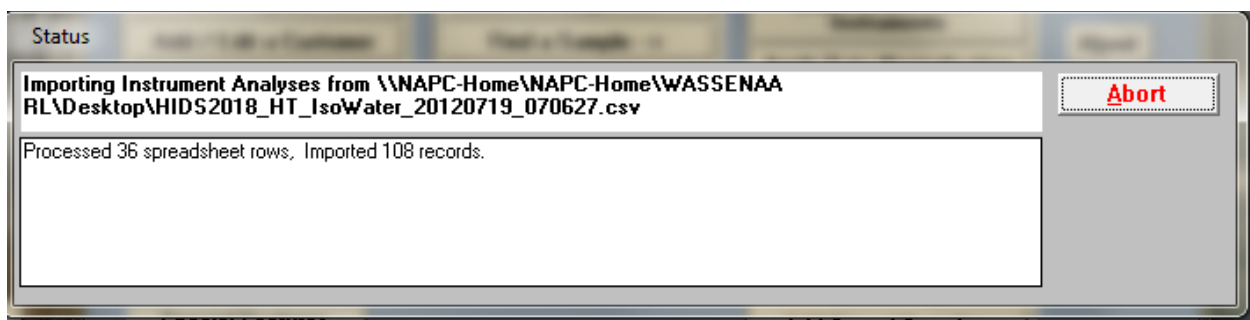 Status
Importing Instrument Analyses from \\NAPC-Home\NAPC-Home\WASSENAA
RL\Desktop\HIDS2018_HT_IsoWater_20120719_070627.csv
Abort
Processed 36 spreadsheet rows,  Imported 108 records.